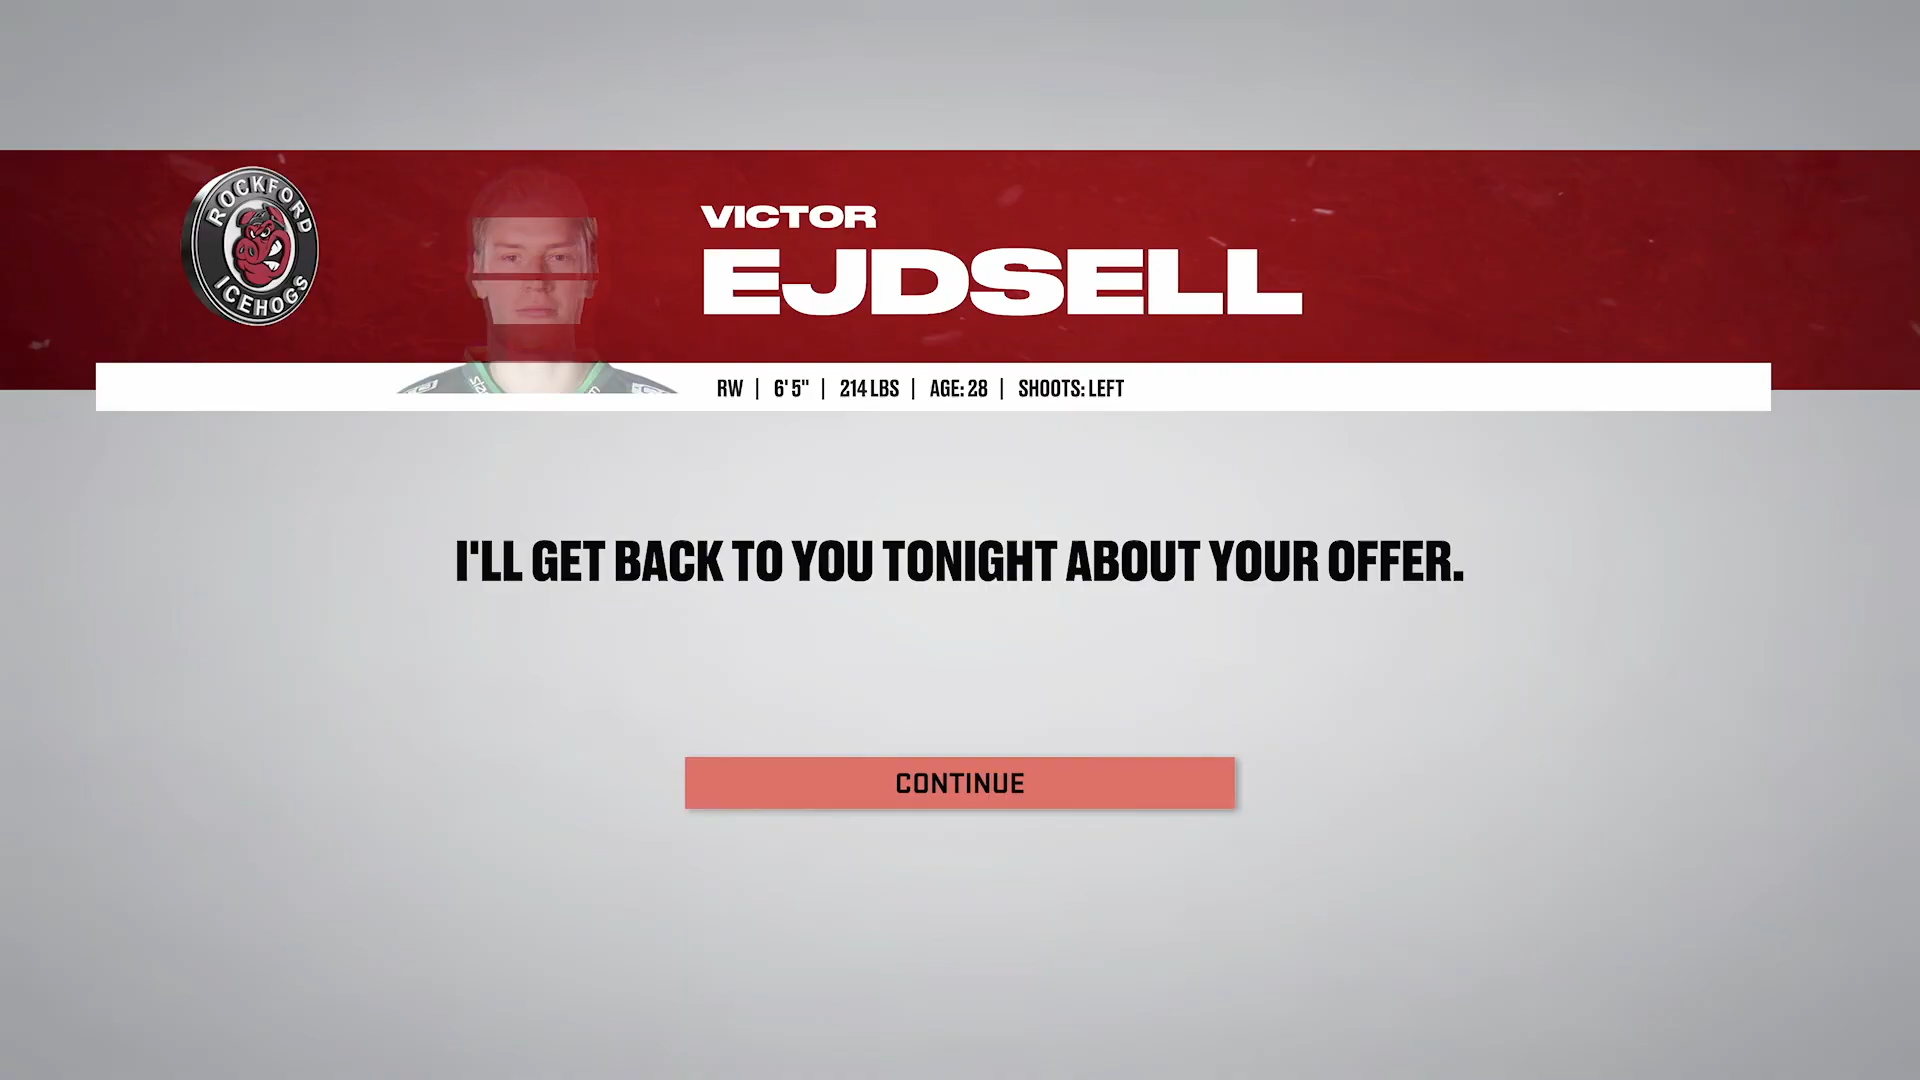 ROCKFORD
ICEHOGS
VICTOR
EJDSELL
RW | 6' 5" | 214 LBS | AGE: 28 | SHOOTS: LEFT
I'LL GET BACK TO YOU TONIGHT ABOUT YOUR OFFER.
CONTINUE